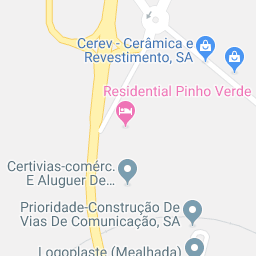 Cerev - Cerâmica e
Revestimento, SA
Residential Pinho Verde
Certivias-comérc.
E Aluguer De...
Prioridade-Construção De
Vias De Comunicação, SA
Logoplaste (Mealhada)